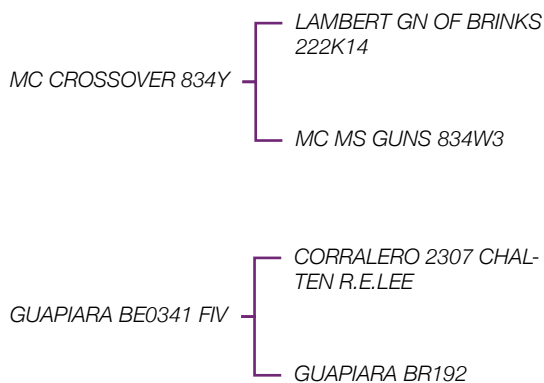 LAMBERT GN OF BRINKS
222K14
MC CROSSOVER 834Y
MC MS GUNS 834W3
CORRALERO 2307 CHAL-
TEN R.E.LEE
GUAPIARA BE0341 FIV
GUAPIARA BR192